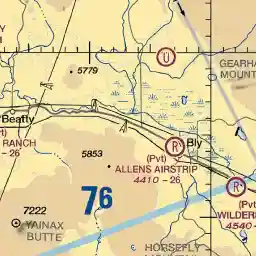 GEARHA
MOUNT
5779
U
Beatty
(Pvt)
RANCH
- 26
R
Bly
(Pvt)
ALLENS AIRSTRIP
4410 - 26
5853
76
R
(Pv
WILDER
4540
7222
YAINAX
BUTTE
HORSEFLY